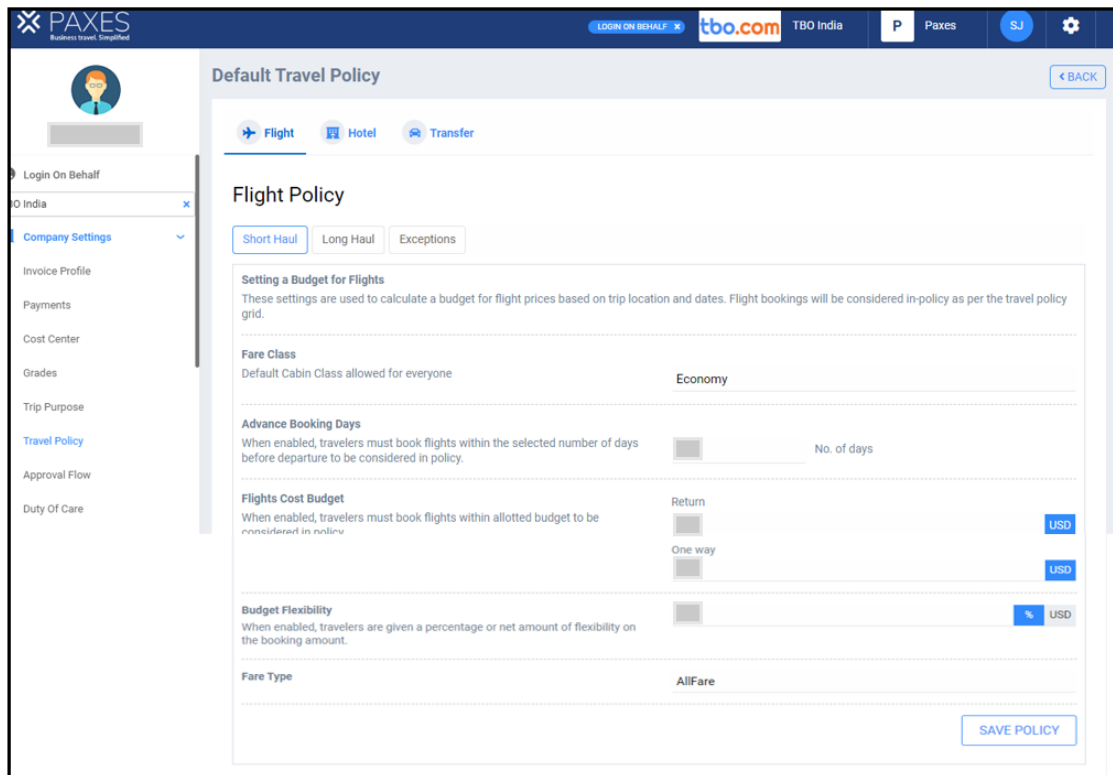 PAXES
Business travel. Simplified
LOGIN ON BEHALF ×
tbo.com
TBO India
P
Paxes
SJ
Default Travel Policy
< BACK
Flight
Hotel
Transfer
Login On Behalf
O India ×
Company Settings
Invoice Profile
Payments
Cost Center
Grades
Trip Purpose
Travel Policy
Approval Flow
Duty Of Care
Flight Policy
Short Haul
Long Haul
Exceptions
Setting a Budget for Flights
These settings are used to calculate a budget for flight prices based on trip location and dates. Flight bookings will be considered in-policy as per the travel policy
grid.
Fare Class
Default Cabin Class allowed for everyone
Economy
Advance Booking Days
When enabled, travelers must book flights within the selected number of days
before departure to be considered in policy.
No. of days
Flights Cost Budget
When enabled, travelers must book flights within allotted budget to be
considered in policy
Return
USD
One way
USD
Budget Flexibility
When enabled, travelers are given a percentage or net amount of flexibility on
the booking amount.
% USD
Fare Type
AllFare
SAVE POLICY